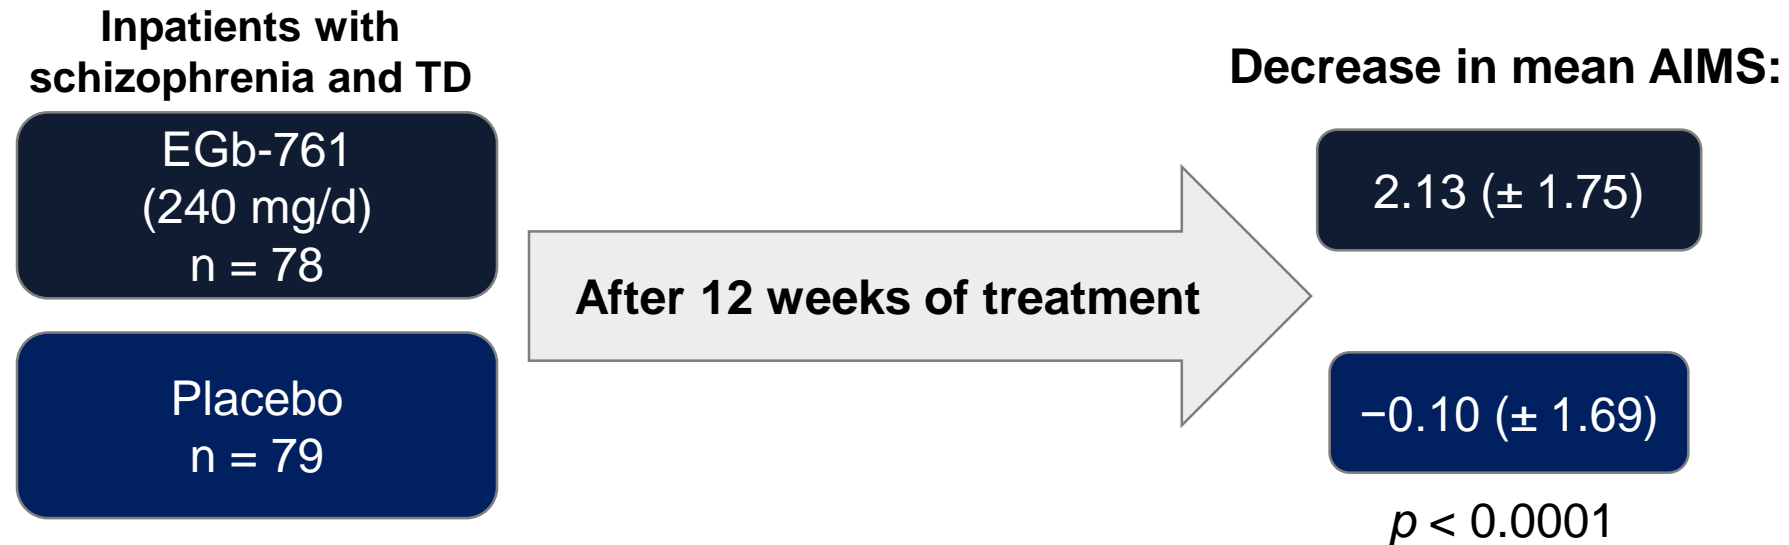 Inpatients with
schizophrenia and TD
EGb-761
(240 mg/d)
n = 78
Placebo
n = 79
After 12 weeks of treatment
Decrease in mean AIMS:
2.13 (± 1.75)
−0.10 (± 1.69)
p < 0.0001